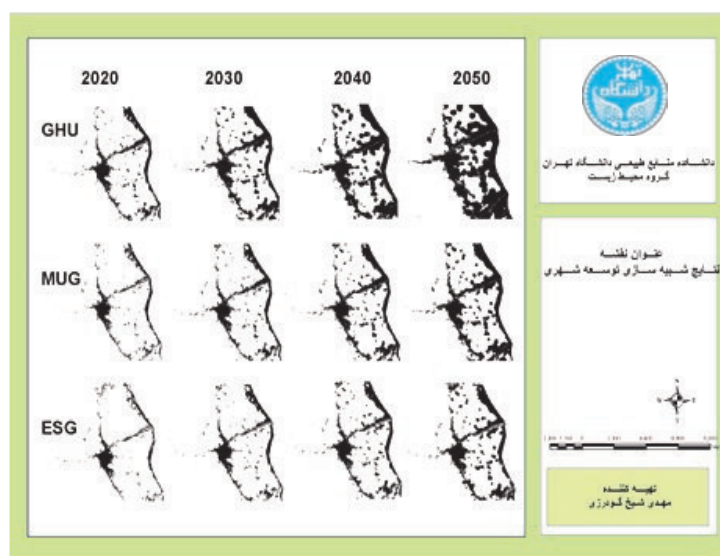 2020 2030 2040 2050
GHU
MUG
ESG
دانشکده منابع طبیعی دانشگاه تهران
گروه محیط زیست
عنوان نقشه
نتایج شبیه سازی توسعه شهری
تهیه کننده
مهدی شیخ گودرزی